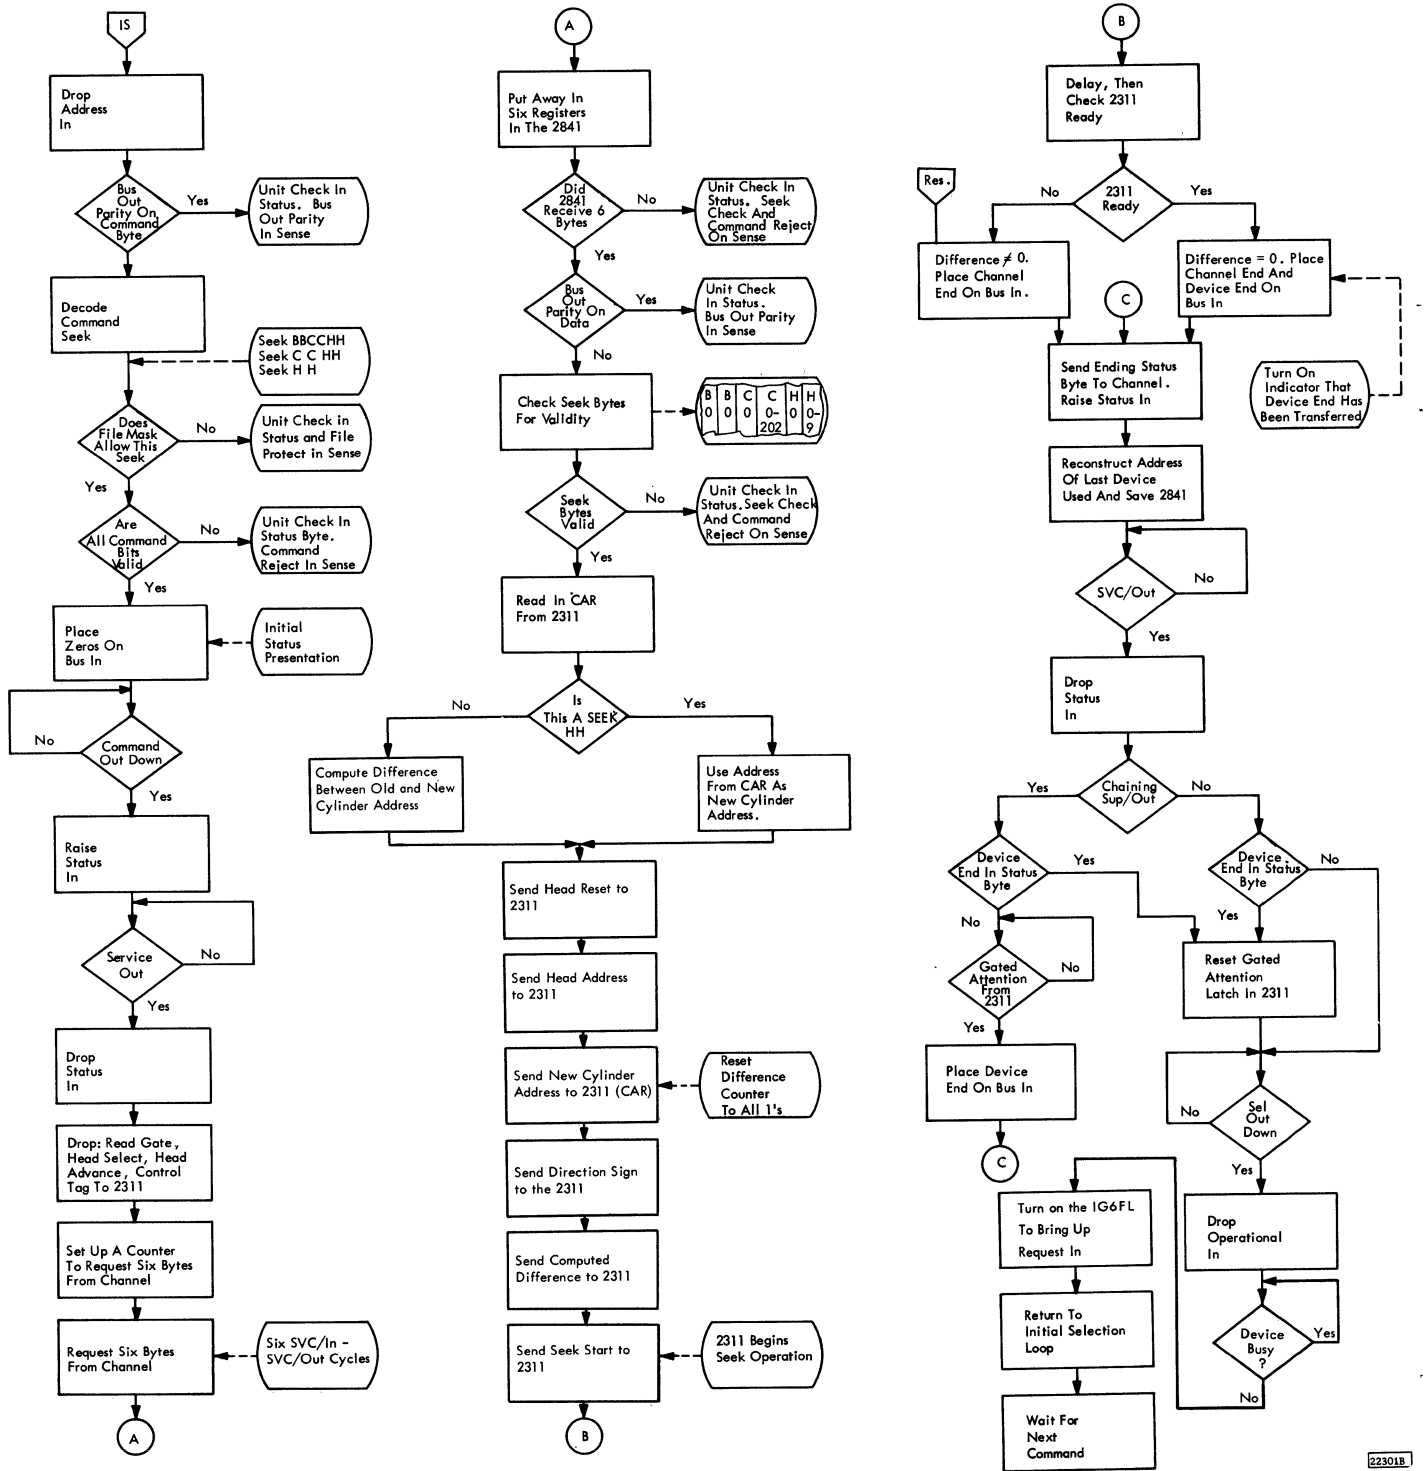 IS
Drop
Address
In
Bus
Out
Parity On
Command
Byte
Yes
Unit Check In
Status. Bus
Out Parity
In Sense
Decode
Command
Seek
Seek BBCCHH
Seek C C HH
Seek H H
Does
File Mask
Allow This
Seek
No
Unit Check in
Status and File
Protect in Sense
Yes
Are
All Command
Bits
Valid
No
Unit Check In
Status Byte.
Command
Reject In Sense
Yes
Place
Zeros On
Bus In
Initial
Status
Presentation
No
Command
Out Down
Yes
Raise
Status
In
Service
Out
No
Yes
Drop
Status
In
Drop: Read Gate,
Head Select, Head
Advance, Control
Tag To 2311
Set Up A Counter
To Request Six Bytes
From Channel
Request Six Bytes
From Channel
Six SVC/In -
SVC/Out Cycles
A
A
Put Away In
Six Registers
In The 2841
Did
2841
Receive 6
Bytes
No
Unit Check In
Status. Seek
Check And
Command Reject
On Sense
Yes
Bus
Out
Parity On
Data
Yes
Unit Check
In Status.
Bus Out Parity
In Sense
No
Check Seek Bytes
For Validity
B B C C H H
0 0 0 0- 0 0-
202 9
Seek
Bytes
Valid
No
Unit Check In
Status. Seek Check
And Command
Reject On Sense
Yes
Read In CAR
From 2311
Is
This A SEEK
HH
No
Yes
Compute Difference
Between Old and New
Cylinder Address
Use Address
From CAR As
New Cylinder
Address.
Send Head Reset to
2311
Send Head Address
to 2311
Send New Cylinder
Address to 2311 (CAR)
Reset
Difference
Counter
To All 1's
Send Direction Sign
to the 2311
Send Computed
Difference to 2311
Send Seek Start to
2311
2311 Begins
Seek Operation
B
B
Delay, Then
Check 2311
Ready
Res.
No
2311
Ready
Yes
Difference ≠ 0.
Place Channel
End On Bus In.
Difference = 0. Place
Channel End And
Device End On
Bus In
C
Send Ending Status
Byte To Channel.
Raise Status In
Turn On
Indicator That
Device End Has
Been Transferred
Reconstruct Address
Of Last Device
Used And Save 2841
SVC/Out
No
Yes
Drop
Status
In
Yes
Chaining
Sup/Out
No
Device
End In Status
Byte
Yes
Device
End In Status
Byte
No
No
Yes
Gated
Attention
From
2311
No
Reset Gated
Attention
Latch In 2311
Yes
Place Device
End On Bus In
C
No
Sel
Out
Down
Yes
Turn on the IG6FL
To Bring Up
Request In
Drop
Operational
In
Return To
Initial Selection
Loop
Device
Busy
?
Yes
No
Wait For
Next
Command
22301B